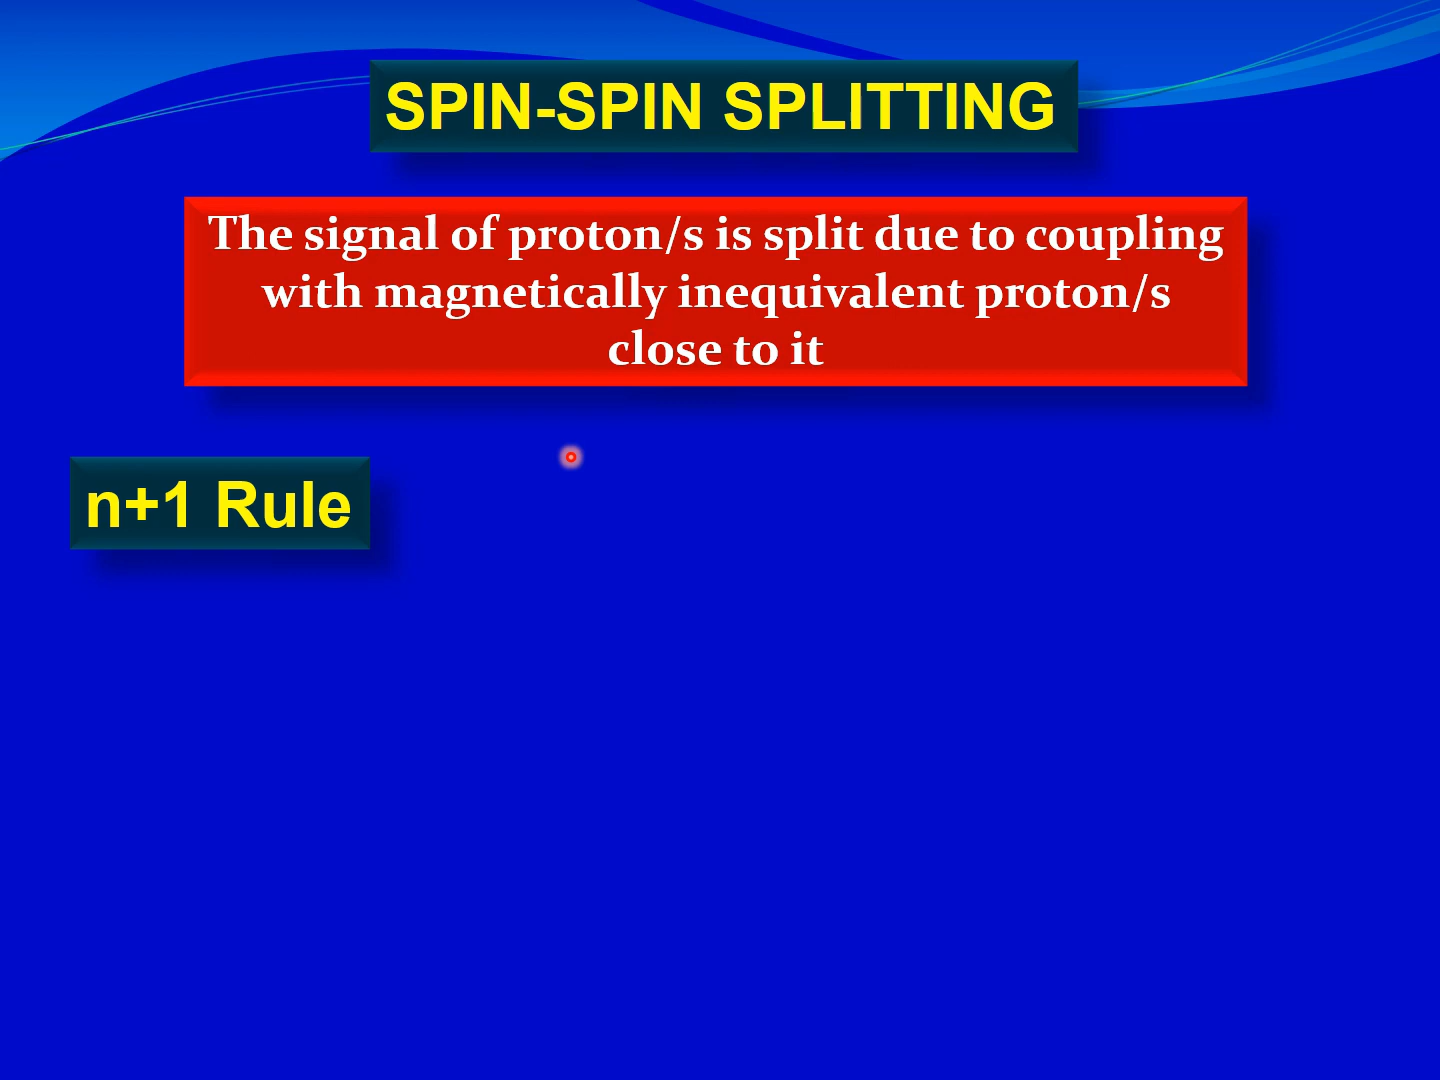 SPIN-SPIN SPLITTING
The signal of proton/s is split due to coupling
with magnetically inequivalent proton/s
close to it
n+1 Rule